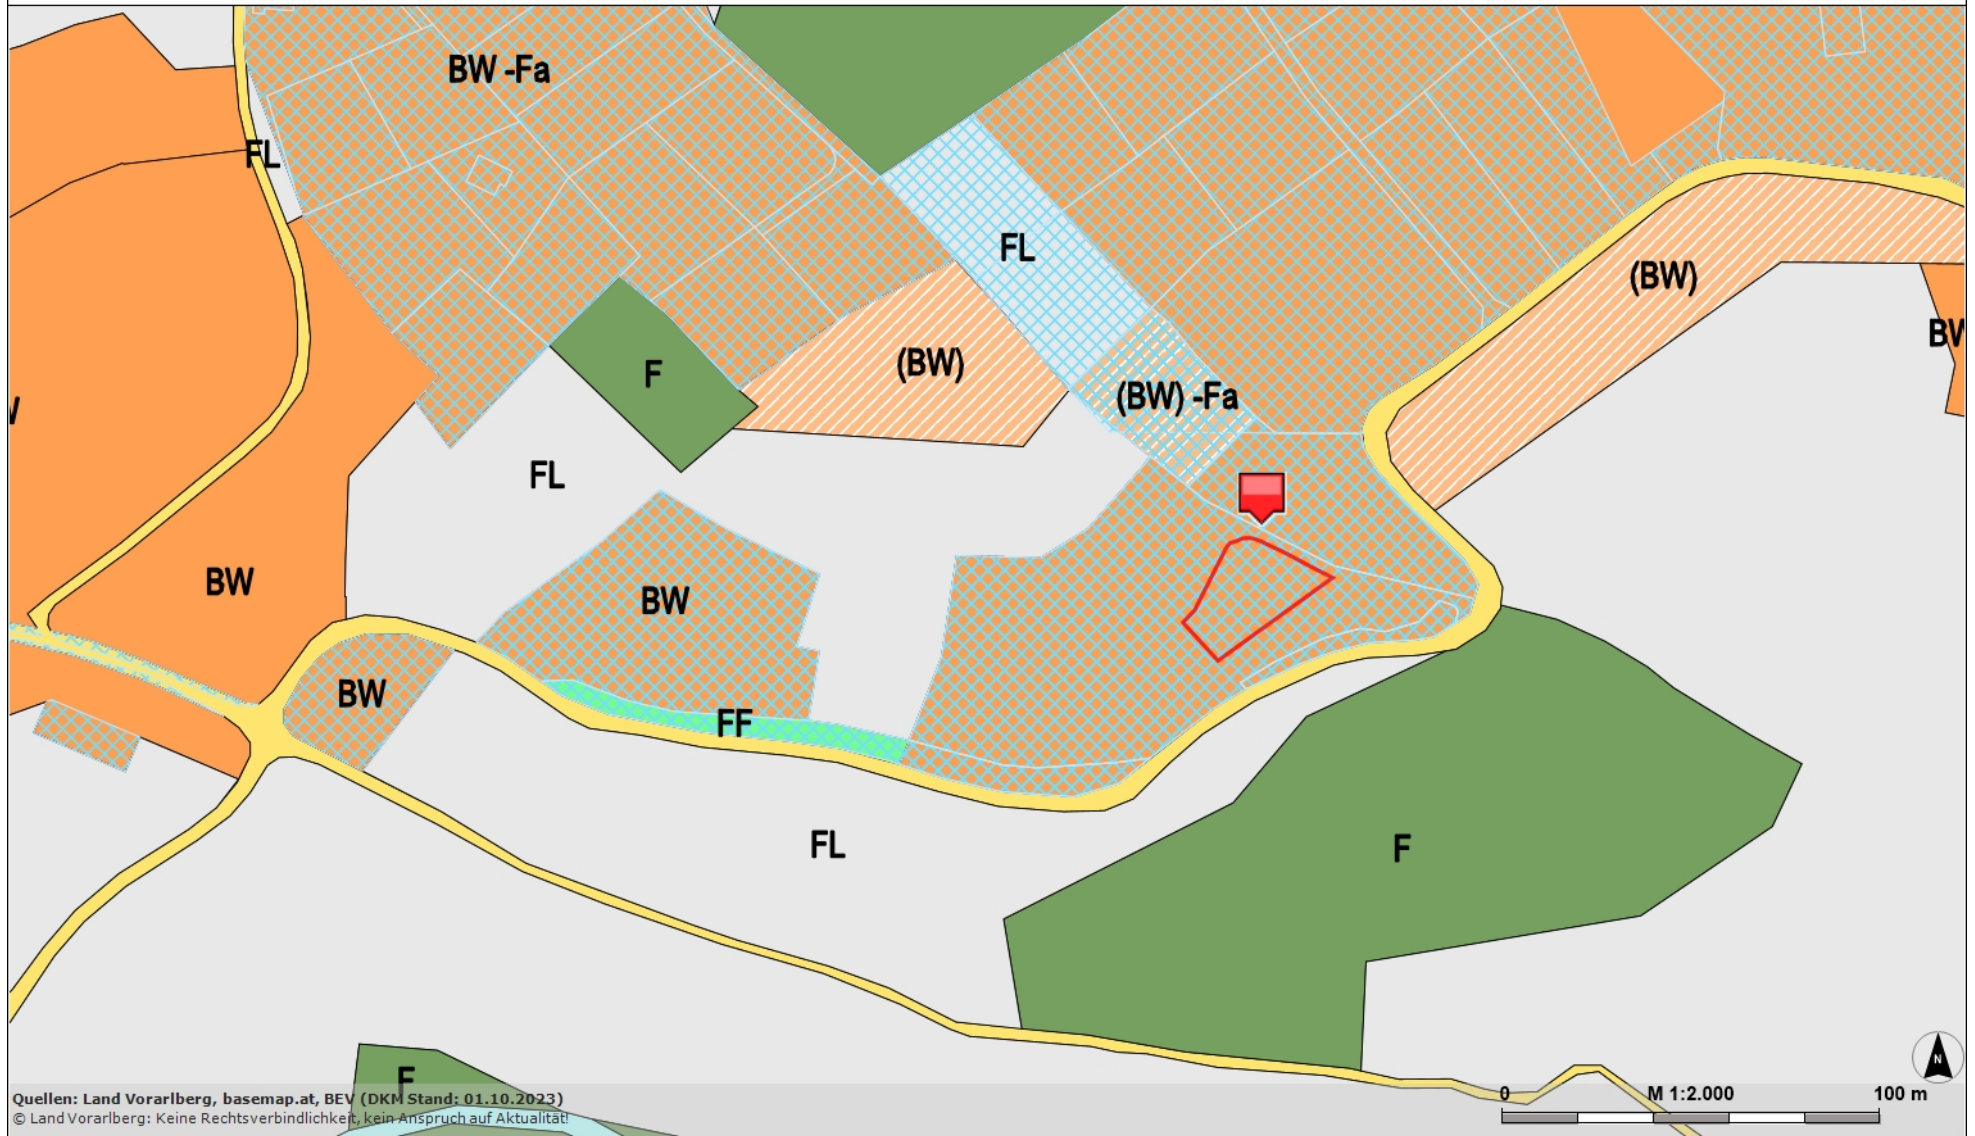 BW -Fa
FL
FL
(BW)
BW
(BW)
F
(BW) -Fa
FL
BW
BW
BW
FF
FL
F
F
N
Quellen: Land Vorarlberg, basemap.at, BEV (DKM Stand: 01.10.2023)
© Land Vorarlberg: Keine Rechtsverbindlichkeit, kein Anspruch auf Aktualität!
0 M 1:2.000 100 m